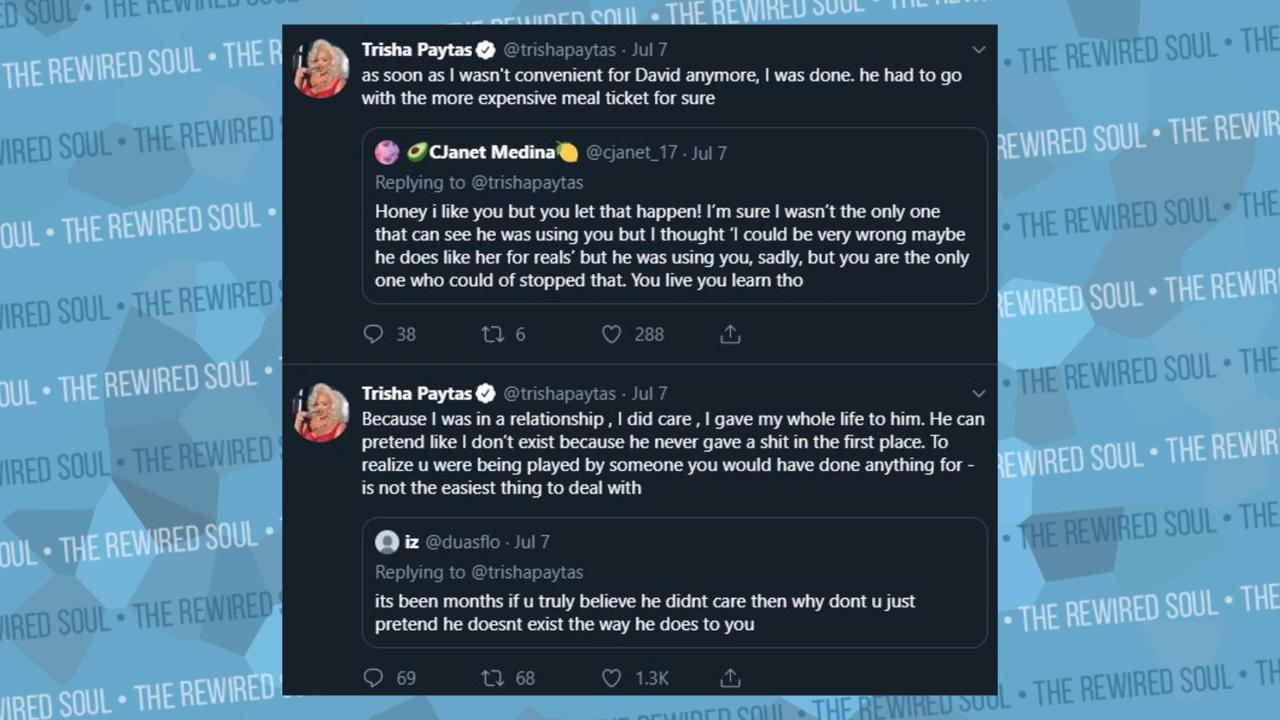 THE REWIRED SOUL • THE REWIRED SOUL • THE REWIRED SOUL
Trisha Paytas @trishapaytas · Jul 7
as soon as I wasn't convenient for David anymore, I was done. he had to go
with the more expensive meal ticket for sure
🥑CJanet Medina🍋 @cjanet_17 · Jul 7
Replying to @trishapaytas
Honey i like you but you let that happen! I'm sure I wasn't the only one
that can see he was using you but I thought 'I could be very wrong maybe
he does like her for reals' but he was using you, sadly, but you are the only
one who could of stopped that. You live you learn tho
38 6 288
Trisha Paytas @trishapaytas · Jul 7
Because I was in a relationship , I did care , I gave my whole life to him. He can
pretend like I don't exist because he never gave a shit in the first place. To
realize u were being played by someone you would have done anything for -
is not the easiest thing to deal with
iz @duasflo · Jul 7
Replying to @trishapaytas
its been months if u truly believe he didnt care then why dont u just
pretend he doesnt exist the way he does to you
69 68 1.3K